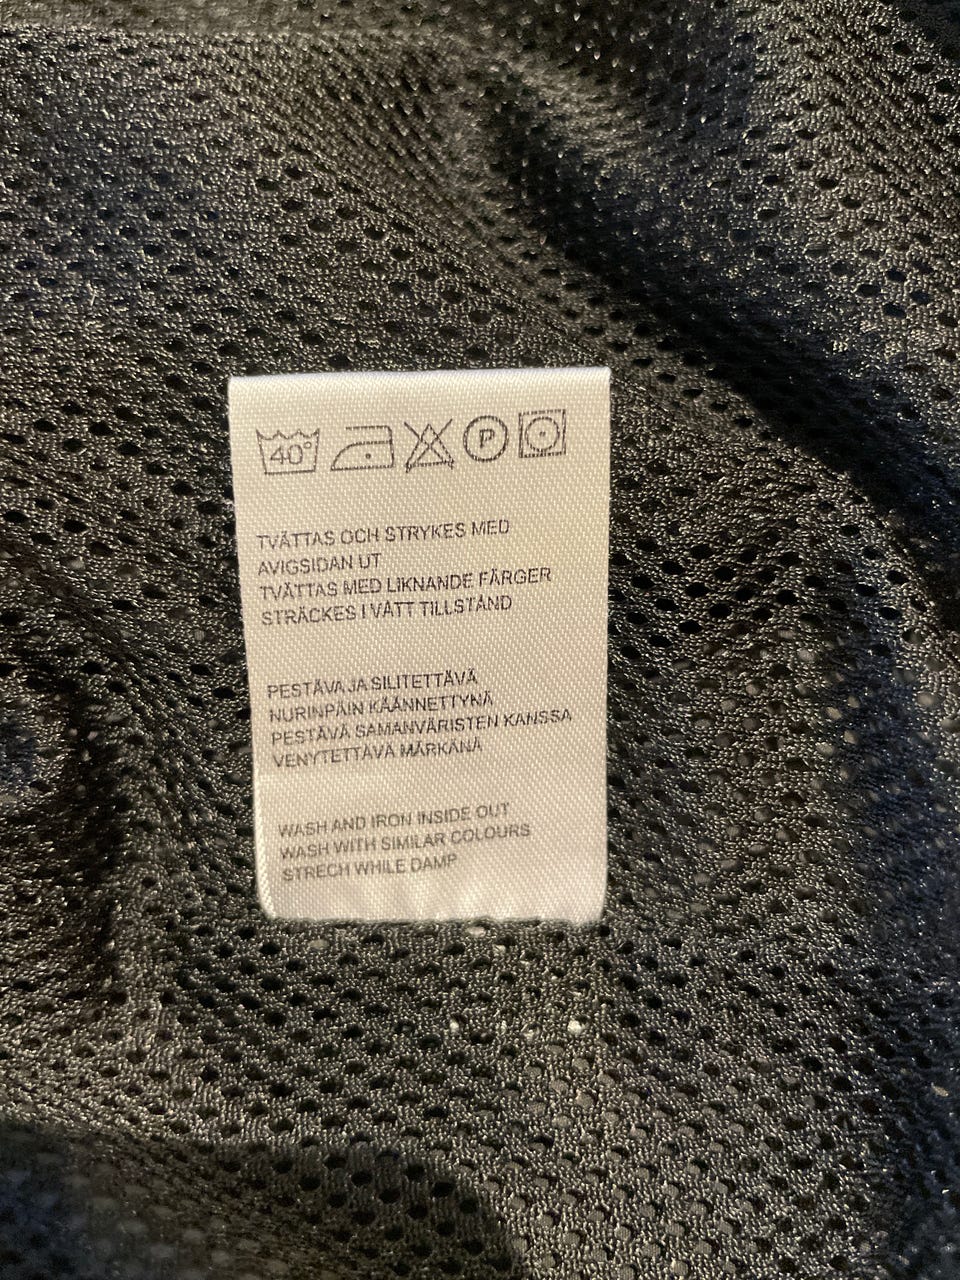 40°
P
TVÄTTAS OCH STRYKES MED
AVIGSIDAN UT
TVÄTTAS MED LIKNANDE FÄRGER
STRÄCKES I VÅTT TILLSTÅND
PESTÄVÄ JA SILITETTÄVÄ
NURINPÄIN KÄÄNNETTYNÄ
PESTÄVÄ SAMANVÄRISTEN KANSSA
VENYTETTÄVÄ MÄRKÄNÄ
WASH AND IRON INSIDE OUT
WASH WITH SIMILAR COLOURS
STRECH WHILE DAMP